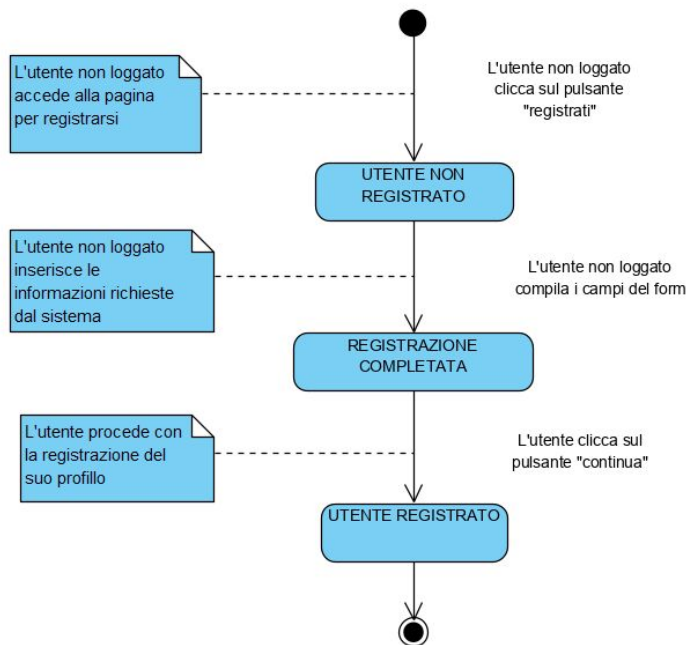 L'utente non loggato
accede alla pagina
per registrarsi
L'utente non loggato
clicca sul pulsante
"registrati"
UTENTE NON
REGISTRATO
L'utente non loggato
inserisce le
informazioni richieste
dal sistema
L'utente non loggato
compila i campi del form
REGISTRAZIONE
COMPLETATA
L'utente procede con
la registrazione del
suo profillo
L'utente clicca sul
pulsante "continua"
UTENTE REGISTRATO